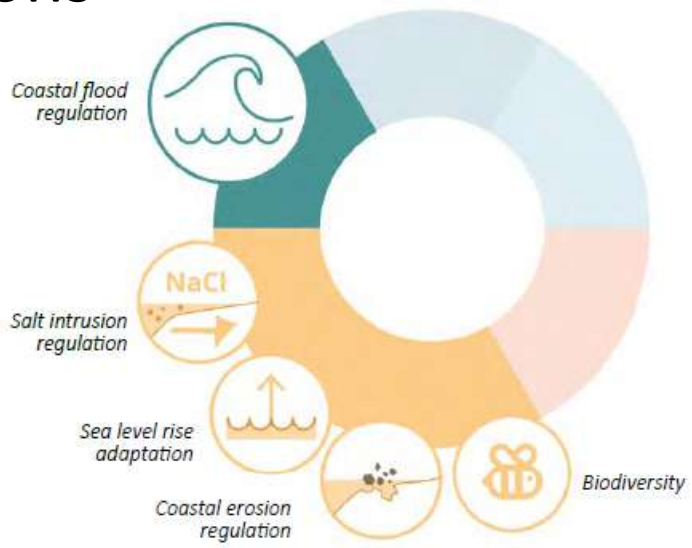 Coastal flood
regulation
NaCl
Salt intrusion
regulation
Sea level rise
adaptation
Coastal erosion
regulation
Biodiversity